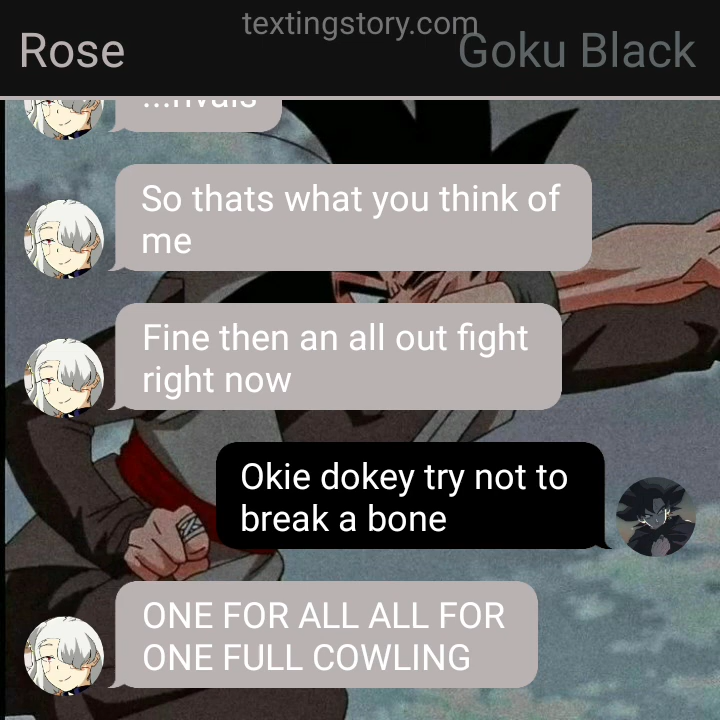 textingstory.com
Rose
Goku Black
...rivals
So thats what you think of
me
Fine then an all out fight
right now
Okie dokey try not to
break a bone
ONE FOR ALL ALL FOR
ONE FULL COWLING